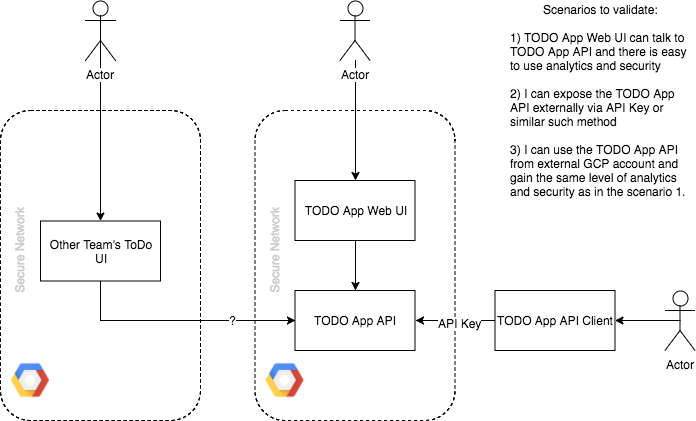 Scenarios to validate:
1) TODO App Web UI can talk to
TODO App API and there is easy
to use analytics and security
2) I can expose the TODO App
API externally via API Key or
similar such method
3) I can use the TODO App API
from external GCP account and
gain the same level of analytics
and security as in the scenario 1.
Actor
Actor
Secure Network
Other Team's ToDo
UI
Secure Network
TODO App Web UI
?
TODO App API
API Key
TODO App API Client
Actor